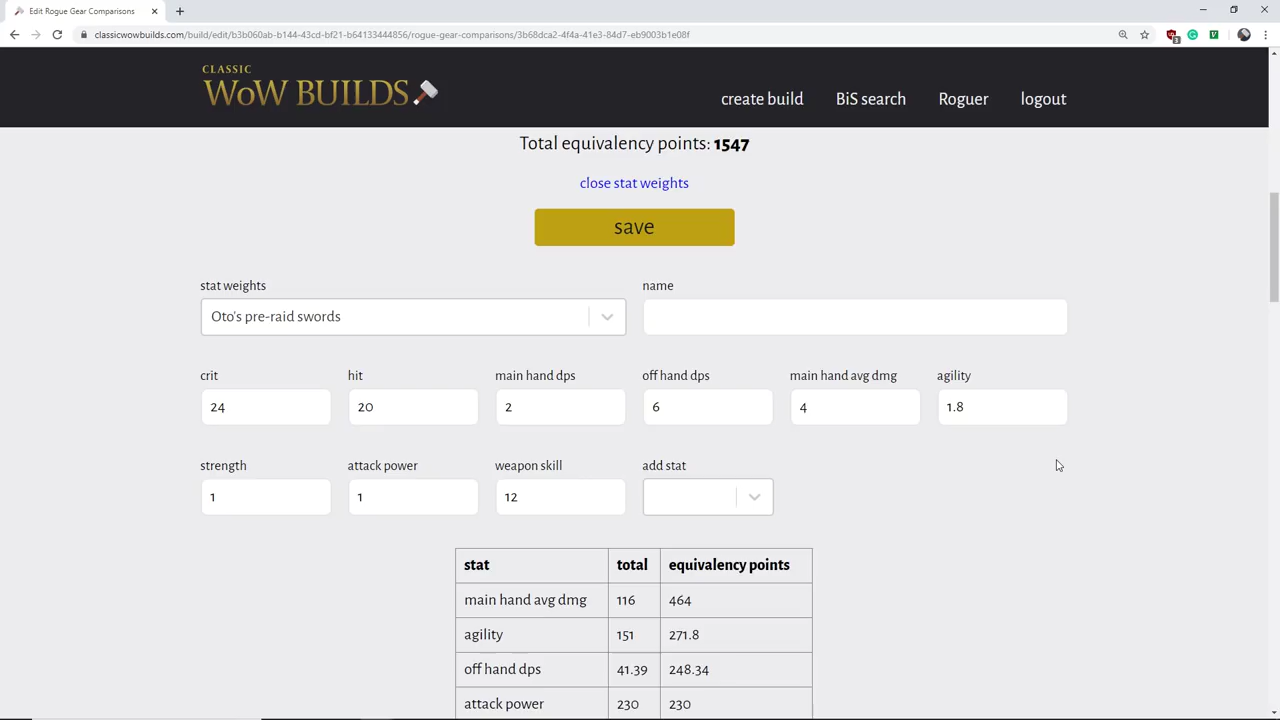 Edit Rogue Gear Comparisons
classicwowbuilds.com/build/edit/b3b060ab-b144-43cd-bf21-b64133444856/rogue-gear-comparisons/3b68dca2-4f4a-41e3-84d7-eb9003b1e08f
CLASSIC
WoW BUILDS
create build BiS search Roguer logout
Total equivalency points: 1547
close stat weights
save
stat weights name
Oto's pre-raid swords
crit hit main hand dps off hand dps main hand avg dmg agility
24 20 2 6 4 1.8
strength attack power weapon skill add stat
1 1 12
stat total equivalency points
main hand avg dmg 116 464
agility 151 271.8
off hand dps 41.39 248.34
attack power 230 230